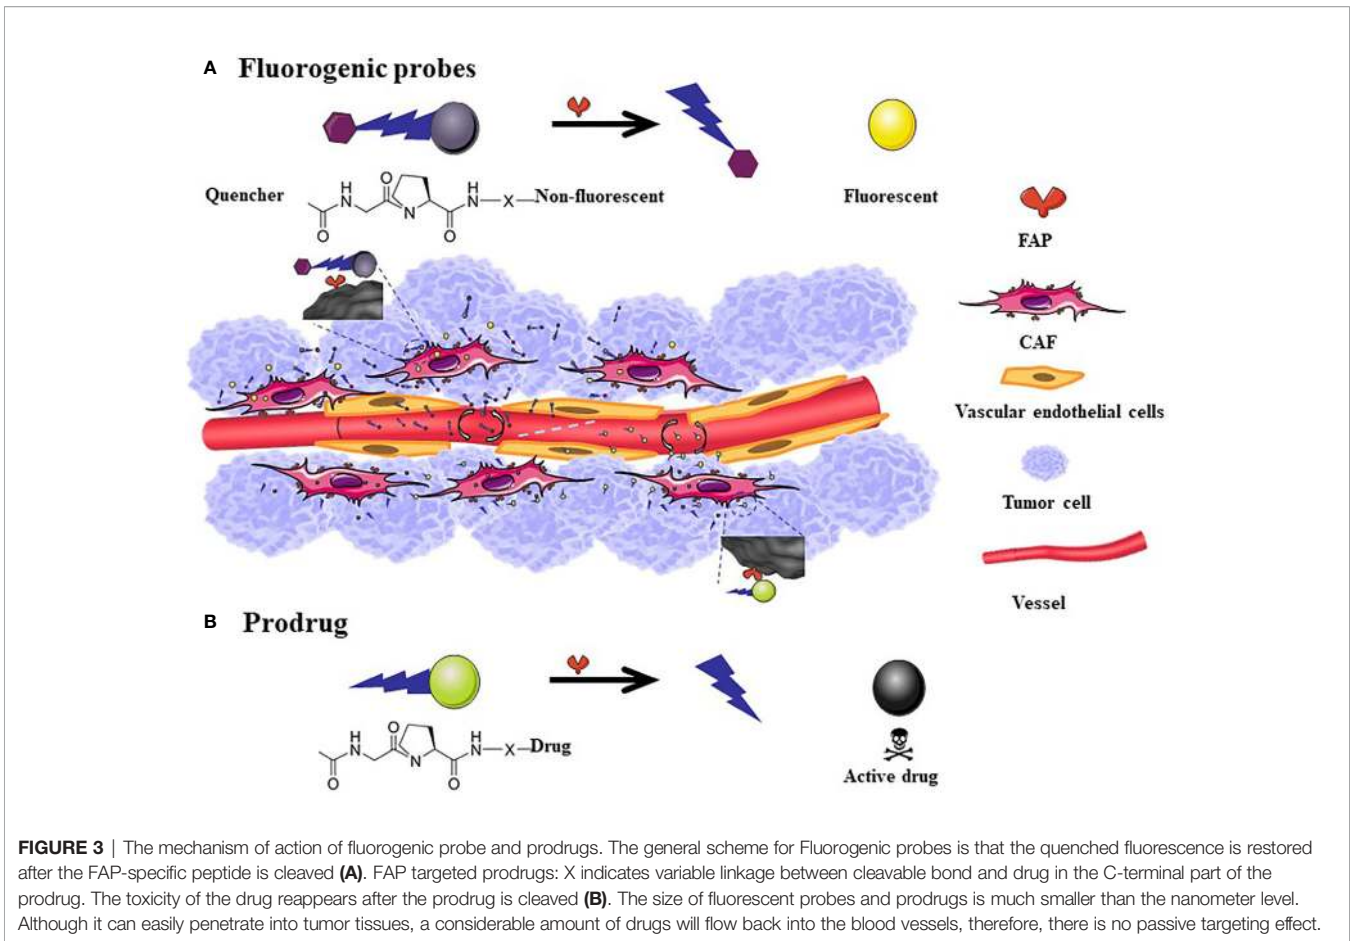 A Fluorogenic probes
Quencher
H
N
O
O
N
O
H
N
X
Non-fluorescent
Fluorescent
FAP
CAF
Vascular endothelial cells
Tumor cell
Vessel
B Prodrug
H
N
O
O
N
O
H
N
X
Drug
Active drug
FIGURE 3 | The mechanism of action of fluorogenic probe and prodrugs. The general scheme for Fluorogenic probes is that the quenched fluorescence is restored
after the FAP-specific peptide is cleaved (A). FAP targeted prodrugs: X indicates variable linkage between cleavable bond and drug in the C-terminal part of the
prodrug. The toxicity of the drug reappears after the prodrug is cleaved (B). The size of fluorescent probes and prodrugs is much smaller than the nanometer level.
Although it can easily penetrate into tumor tissues, a considerable amount of drugs will flow back into the blood vessels, therefore, there is no passive targeting effect.